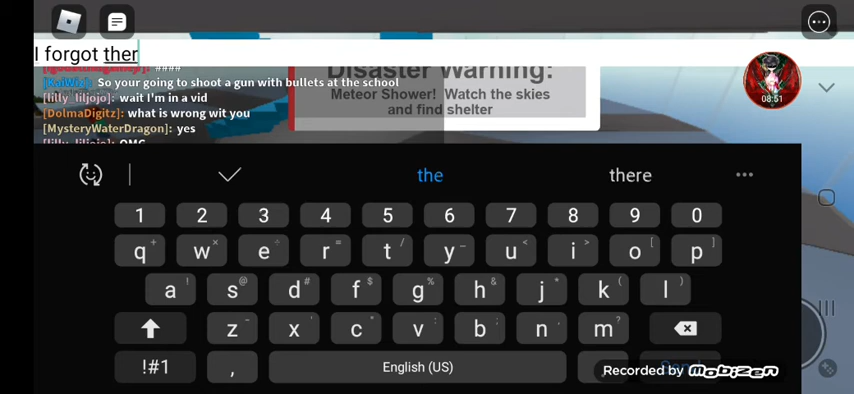 I forgot ther
Disaster Warning:
Meteor Shower! Watch the skies
and find shelter
So your going to shoot a gun with bullets at the school
[lilly_liljojo]: wait I'm in a vid
[DolmaDigitz]: what is wrong wit you
[MysteryWaterDragon]: yes
[lilly_liljojo]: OMG
08:51
the there
1 2 3 4 5 6 7 8 9 0
q w e r t y u i o p
a s d f g h j k l
z x c v b n m
!#1 , English (US)
Recorded by mobizen